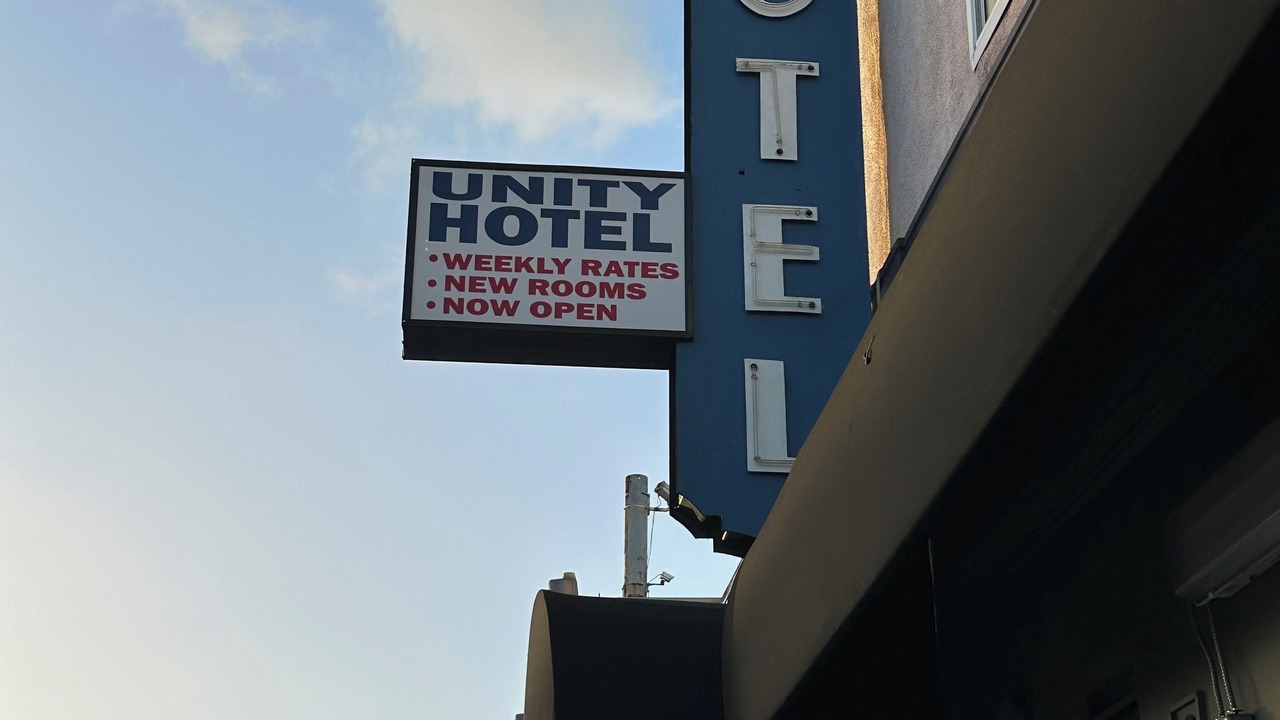 UNITY
HOTEL
• WEEKLY RATES
• NEW ROOMS
• NOW OPEN
O
T
E
L